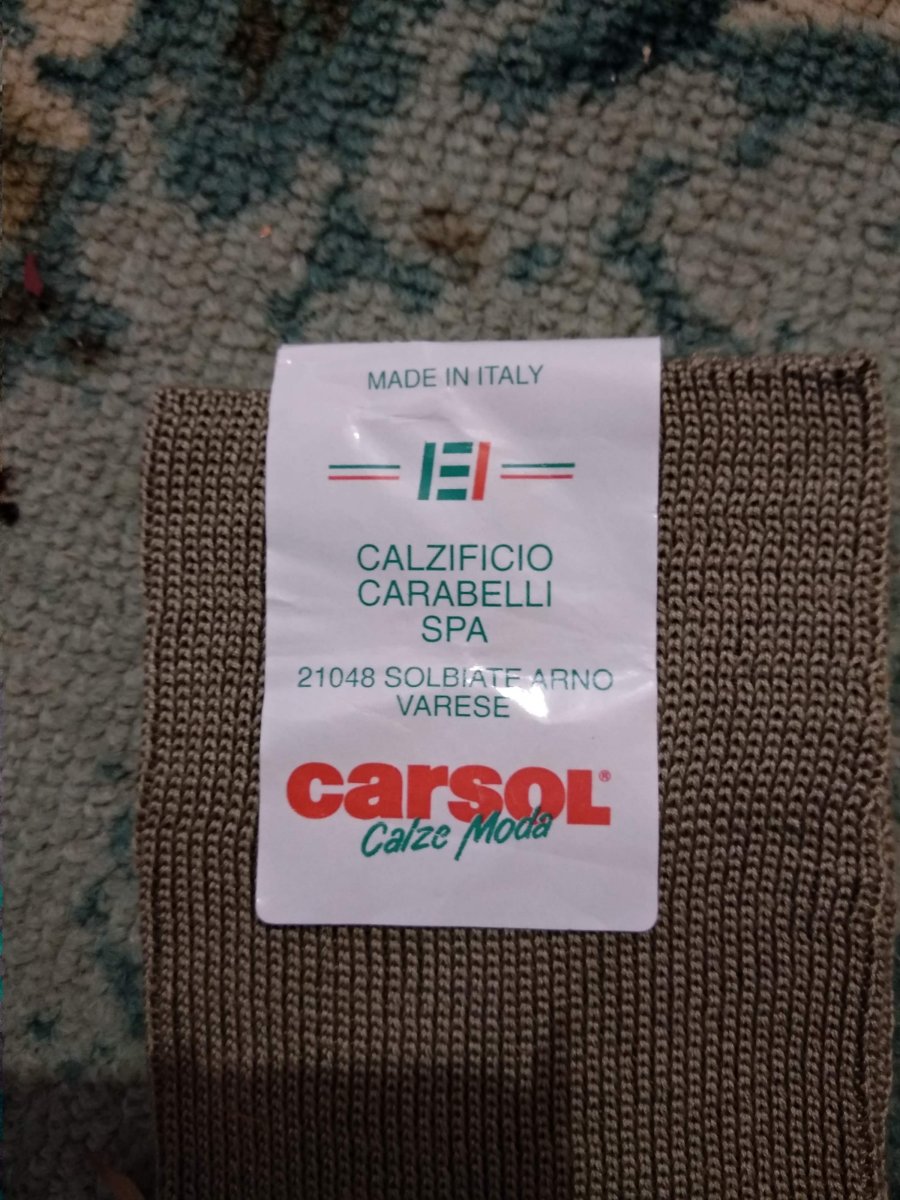 MADE IN ITALY
CALZIFICIO
CARABELLI
SPA
21048 SOLBIATE ARNO
VARESE
carsol®
Calze Moda